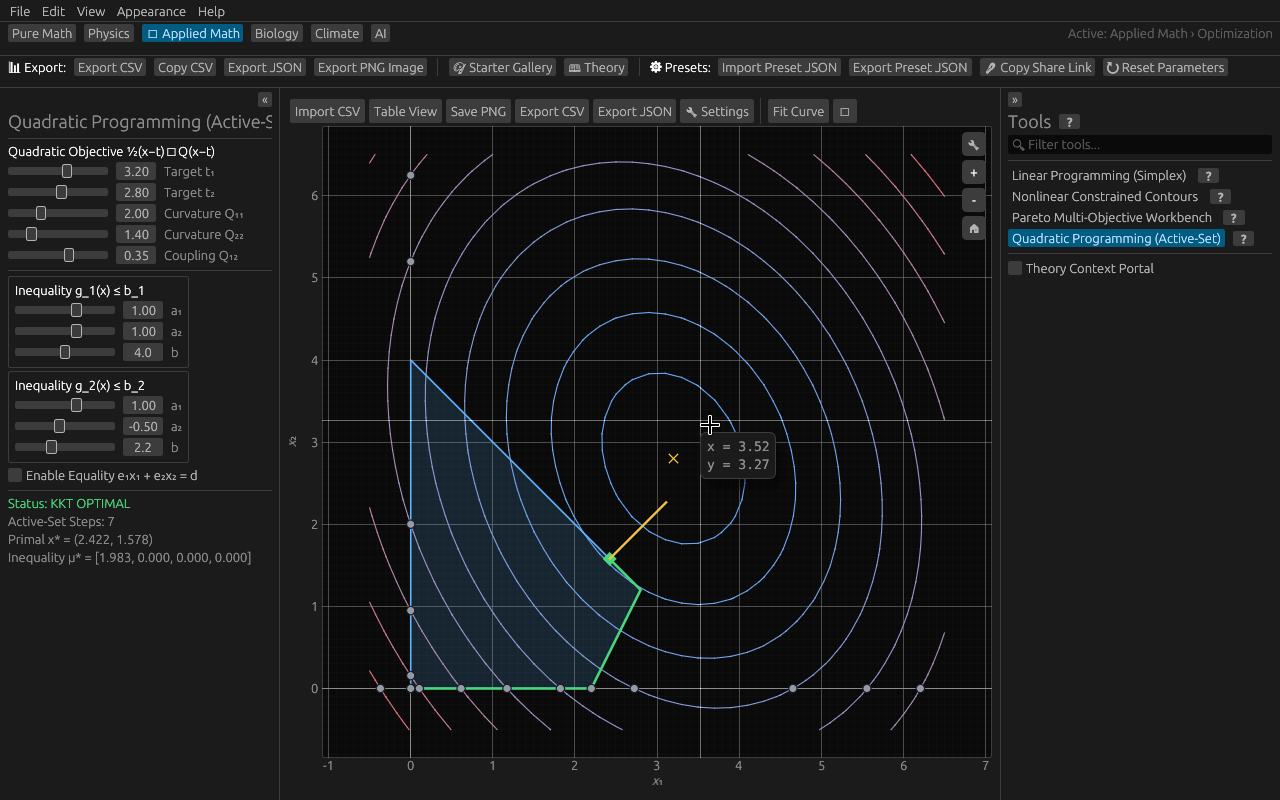 File Edit View Appearance Help
Pure Math Physics □ Applied Math Biology Climate AI Active: Applied Math › Optimization
Export: Export CSV Copy CSV Export JSON Export PNG Image Starter Gallery Theory Presets: Import Preset JSON Export Preset JSON Copy Share Link Reset Parameters
«
Quadratic Programming (Active-S
Quadratic Objective ½(x−t)□Q(x−t)
3.20 Target t₁
2.80 Target t₂
2.00 Curvature Q₁₁
1.40 Curvature Q₂₂
0.35 Coupling Q₁₂
Inequality g_1(x) ≤ b_1
1.00 a₁
1.00 a₂
4.0 b
Inequality g_2(x) ≤ b_2
1.00 a₁
-0.50 a₂
2.2 b
Enable Equality e₁x₁ + e₂x₂ = d
Status: KKT OPTIMAL
Active-Set Steps: 7
Primal x* = (2.422, 1.578)
Inequality μ* = [1.983, 0.000, 0.000, 0.000]
Import CSV Table View Save PNG Export CSV Export JSON Settings Fit Curve □
+
-
6
5
4
3
2
1
0
x₂
x = 3.52
y = 3.27
-1 0 1 2 3 4 5 6 7
x₁
»
Tools ?
Filter tools...
Linear Programming (Simplex) ?
Nonlinear Constrained Contours ?
Pareto Multi-Objective Workbench ?
Quadratic Programming (Active-Set) ?
Theory Context Portal